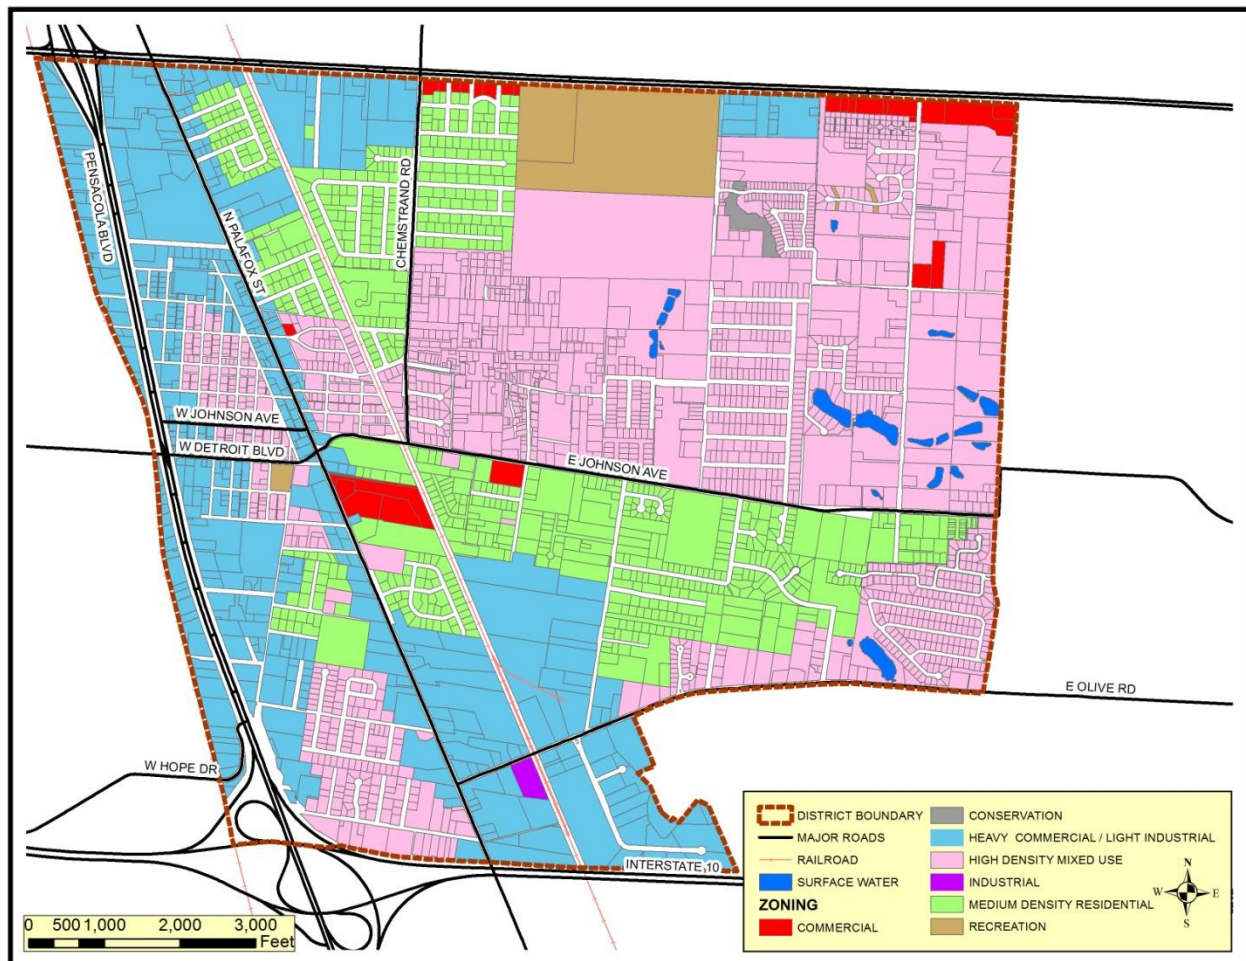 PENSACOLA BLVD
N PALAFOX ST
CHEMSTRAND RD
W JOHNSON AVE
W DETROIT BLVD
E JOHNSON AVE
E OLIVE RD
W HOPE DR
INTERSTATE 10
DISTRICT BOUNDARY
MAJOR ROADS
RAILROAD
SURFACE WATER
ZONING
COMMERCIAL
CONSERVATION
HEAVY COMMERCIAL / LIGHT INDUSTRIAL
HIGH DENSITY MIXED USE
INDUSTRIAL
MEDIUM DENSITY RESIDENTIAL
RECREATION
N
W E
S
0 500 1,000 2,000 3,000
Feet